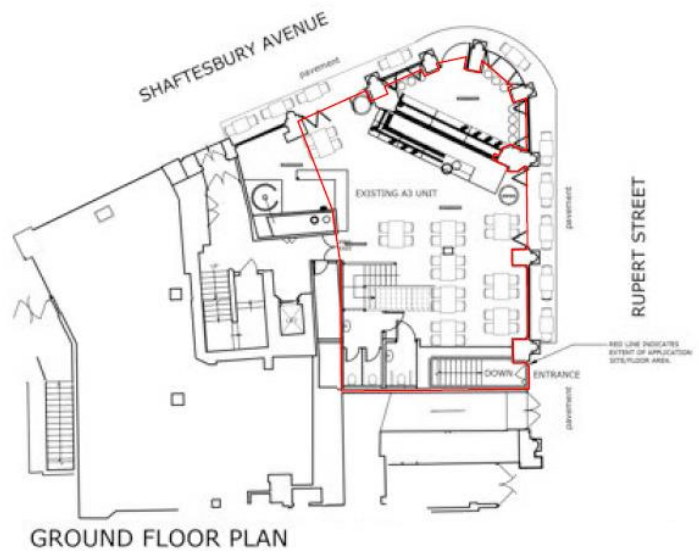 SHAFTESBURY AVENUE
pavement
EXISTING A3 UNIT
pavement
RUPERT STREET
RED LINE INDICATES
EXTENT OF APPLICATION
SITE/FLOOR AREA.
DOWN
ENTRANCE
pavement
GROUND FLOOR PLAN